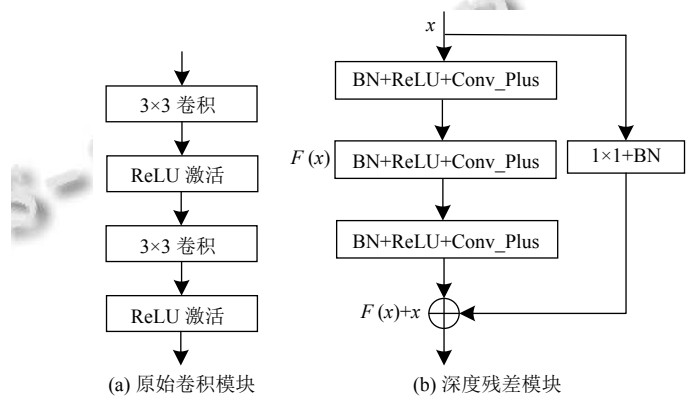 3×3 卷积
ReLU 激活
3×3 卷积
ReLU 激活
(a) 原始卷积模块
x
BN+ReLU+Conv_Plus
F (x)
BN+ReLU+Conv_Plus
1×1+BN
BN+ReLU+Conv_Plus
F (x)+x
(b) 深度残差模块